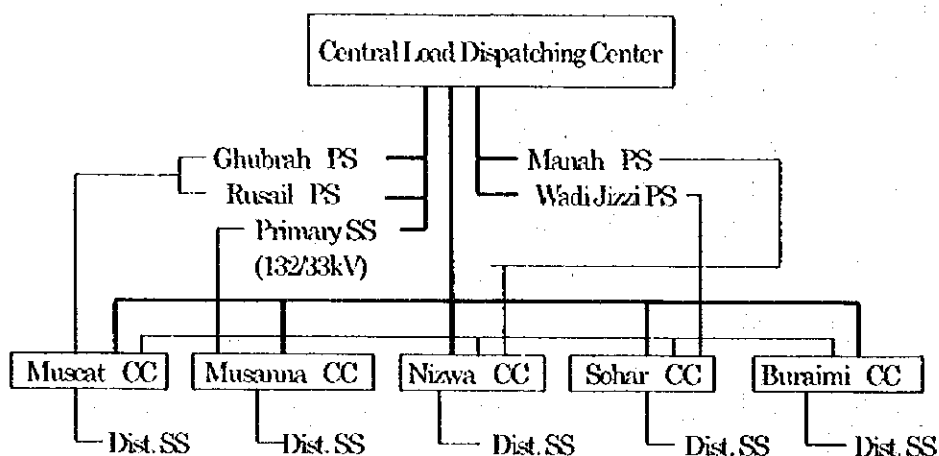 Central Load Dispatching Center
Ghubrah PS
Manah PS
Rusail PS
Wadi Jizzi PS
Primary SS
(132/33kV)
Muscat CC
Musanna CC
Nizwa CC
Sohar CC
Buraimi CC
Dist. SS
Dist. SS
Dist. SS
Dist. SS
Dist. SS